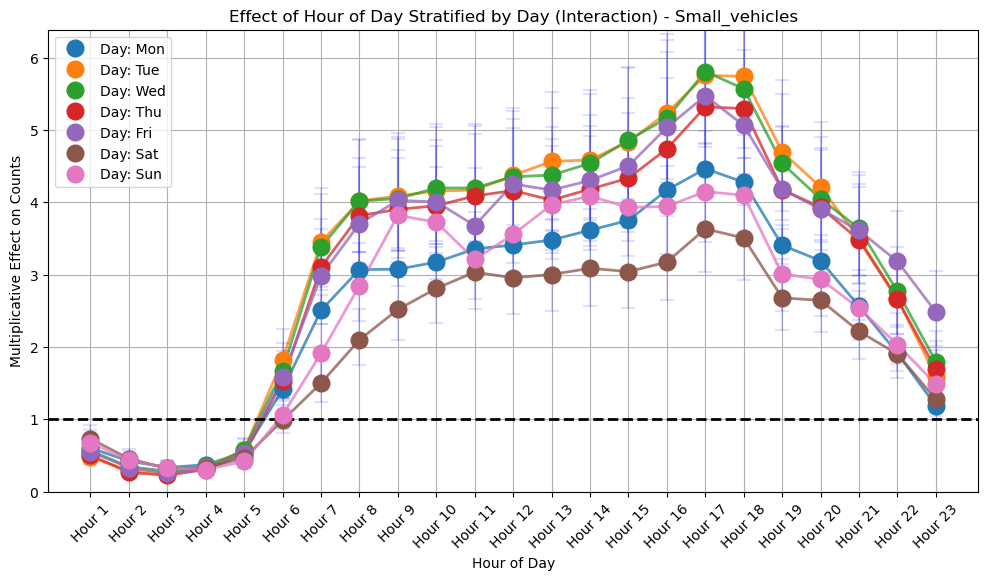 Effect of Hour of Day Stratified by Day (Interaction) - Small_vehicles
Multiplicative Effect on Counts
6
5
4
3
2
1
0
Day: Mon
Day: Tue
Day: Wed
Day: Thu
Day: Fri
Day: Sat
Day: Sun
Hour 1
Hour 2
Hour 3
Hour 4
Hour 5
Hour 6
Hour 7
Hour 8
Hour 9
Hour 10
Hour 11
Hour 12
Hour 13
Hour 14
Hour 15
Hour 16
Hour 17
Hour 18
Hour 19
Hour 20
Hour 21
Hour 22
Hour 23
Hour of Day